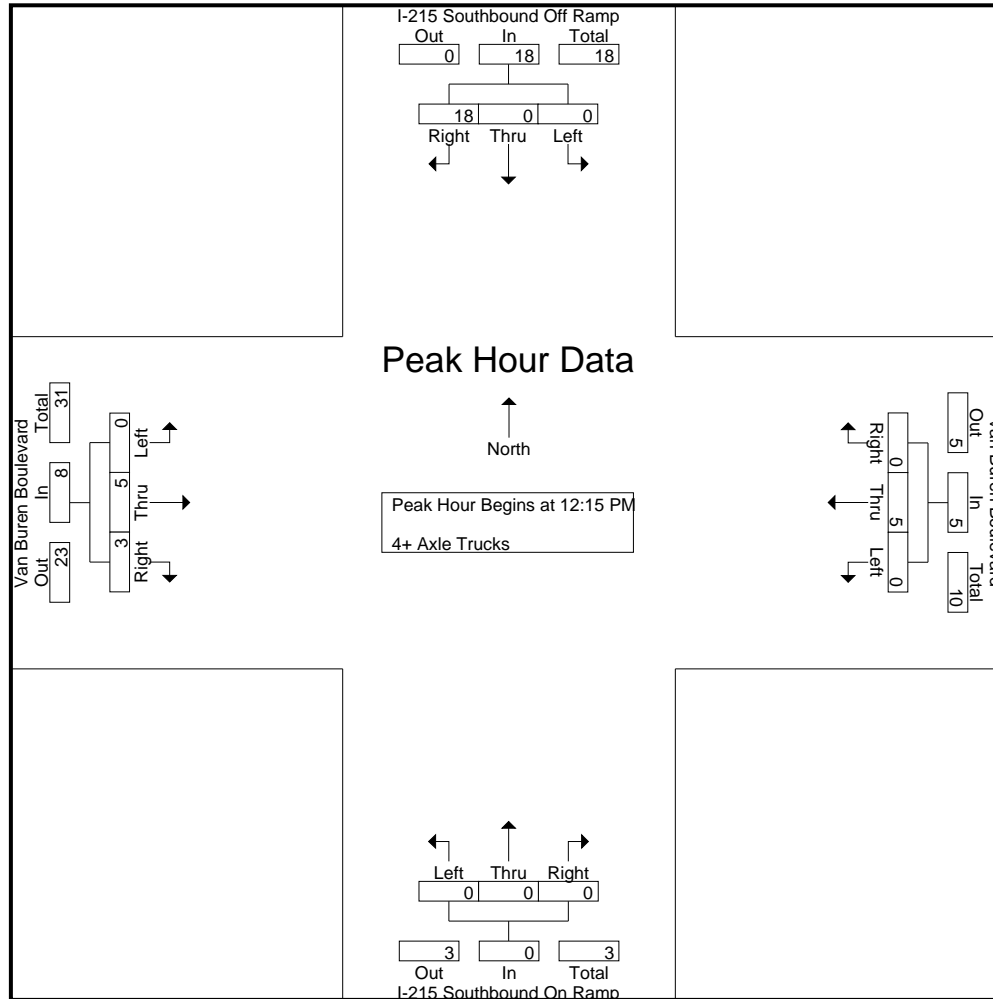 I-215 Southbound Off Ramp
Out In Total
0 18 18
18 0 0
Right Thru Left
Peak Hour Data
North
Peak Hour Begins at 12:15 PM
4+ Axle Trucks
Van Buren Boulevard
Total In Out
31 8 23
0 5 3
Left Thru Right
Van Buren Boulevard
Out In Total
5 5 10
0 5 0
Right Thru Left
Left Thru Right
0 0 0
3 0 3
Out In Total
I-215 Southbound On Ramp